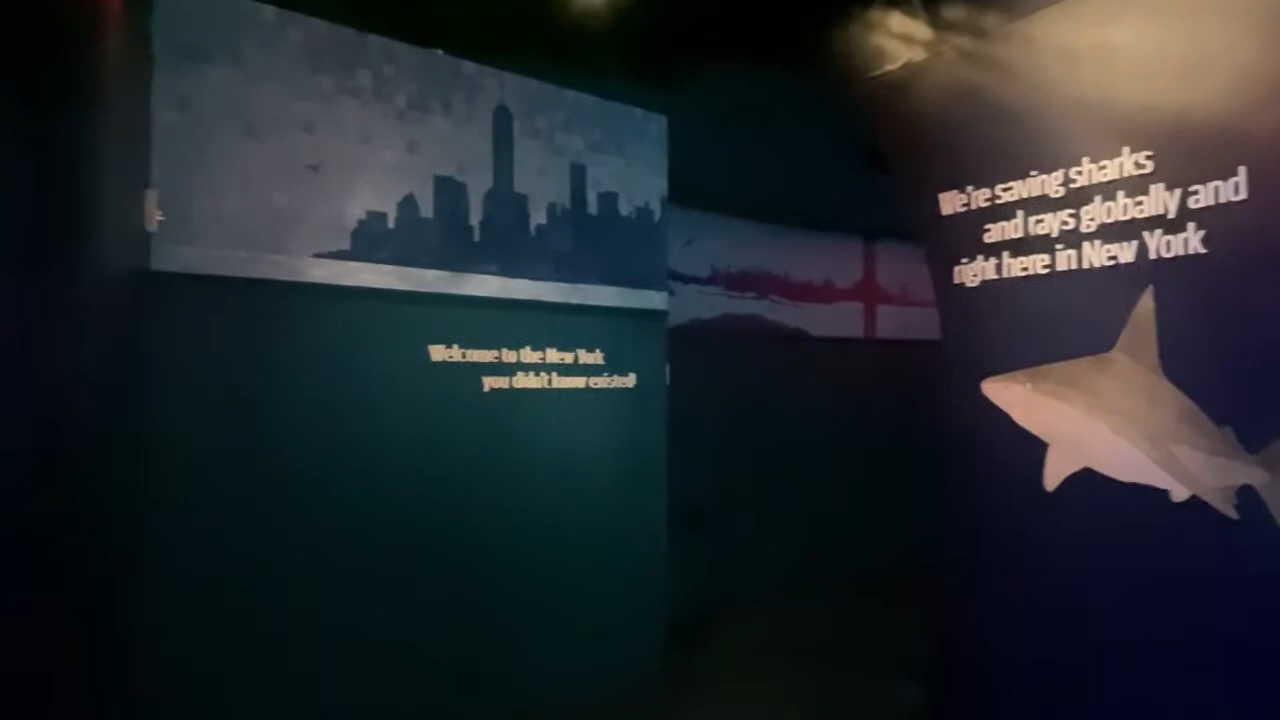 Welcome to the New York
you didn't know existed!
We're saving sharks
and rays globally and
right here in New York